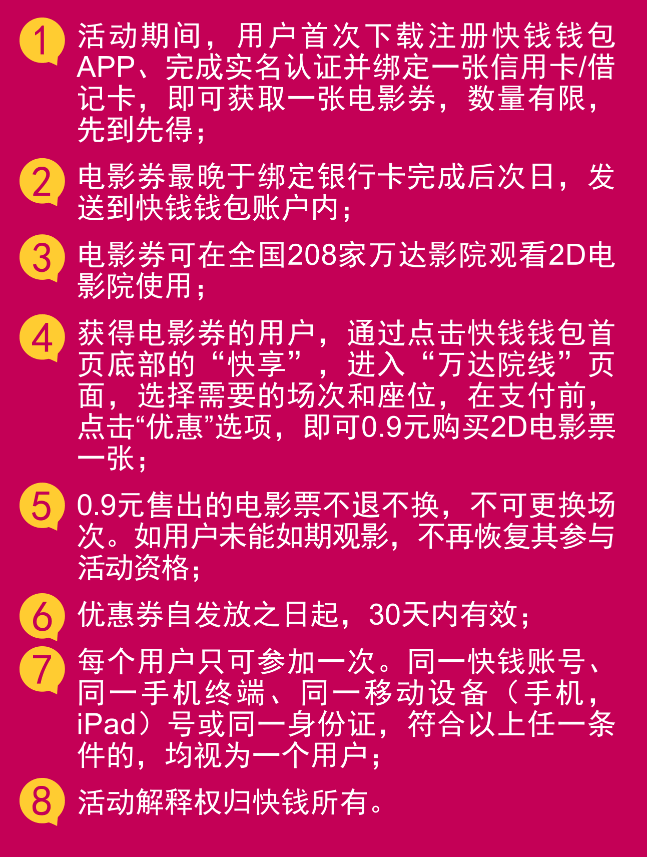 1 活动期间，用户首次下载注册快钱钱包
APP、完成实名认证并绑定一张信用卡/借
记卡，即可获取一张电影券，数量有限，
先到先得；
2 电影券最晚于绑定银行卡完成后次日，发
送到快钱钱包账户内；
3 电影券可在全国208家万达影院观看2D电
影院使用；
4 获得电影券的用户，通过点击快钱钱包首
页底部的“快享”，进入“万达院线”页
面，选择需要的场次和座位，在支付前，
点击“优惠”选项，即可0.9元购买2D电影票
一张；
5 0.9元售出的电影票不退不换，不可更换场
次。如用户未能如期观影，不再恢复其参与
活动资格；
6 优惠券自发放之日起，30天内有效；
7 每个用户只可参加一次。同一快钱账号、
同一手机终端、同一移动设备（手机，
iPad）号或同一身份证，符合以上任一条
件的，均视为一个用户；
8 活动解释权归快钱所有。